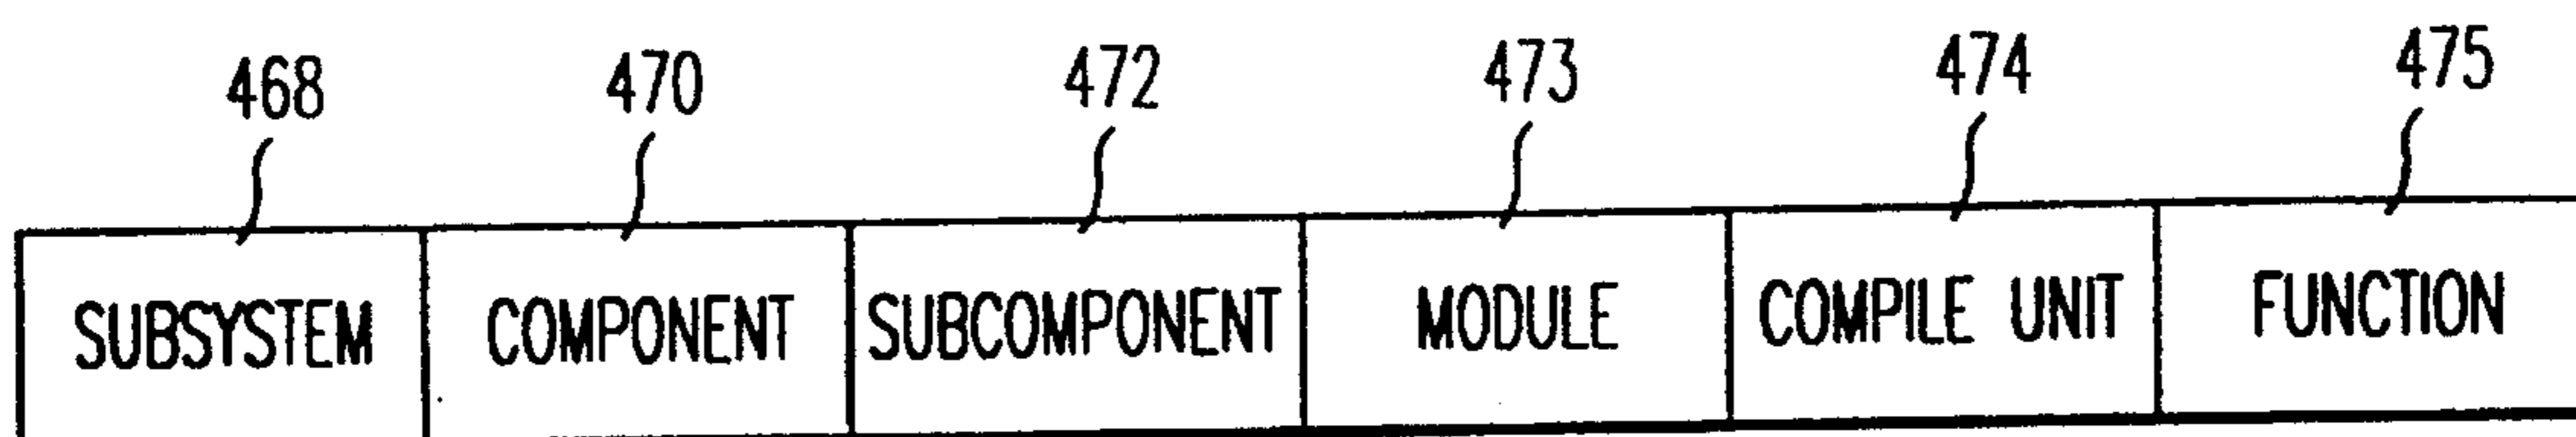 468 470 472 473 474 475
SUBSYSTEM COMPONENT SUBCOMPONENT MODULE COMPILE UNIT FUNCTION